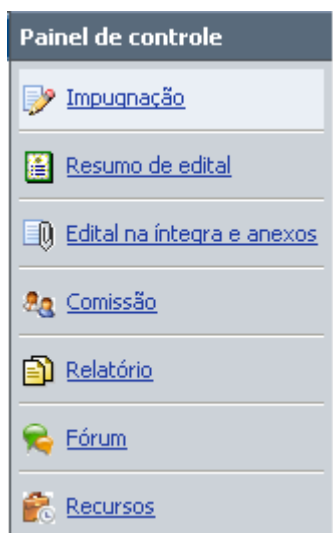 Painel de controle
Impugnação
Resumo de edital
Edital na íntegra e anexos
Comissão
Relatório
Fórum
Recursos